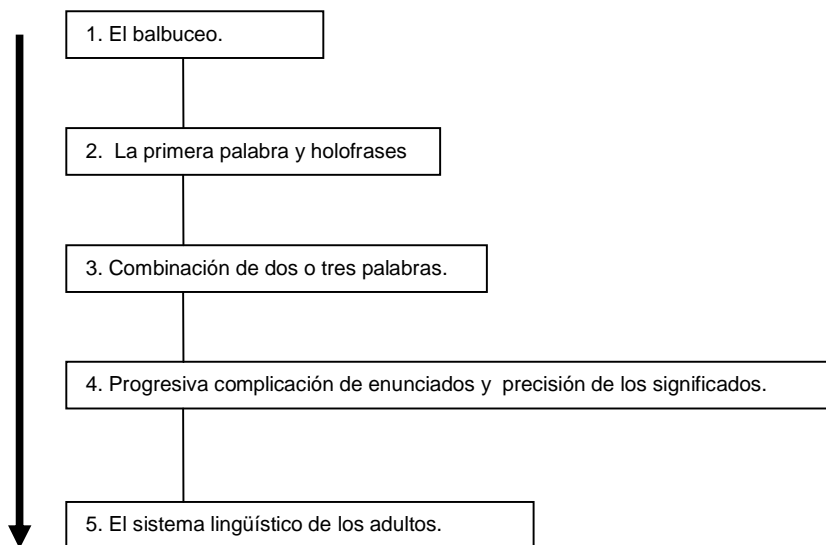 1. El balbuceo.
2. La primera palabra y holofrases
3. Combinación de dos o tres palabras.
4. Progresiva complicación de enunciados y precisión de los significados.
5. El sistema lingüístico de los adultos.